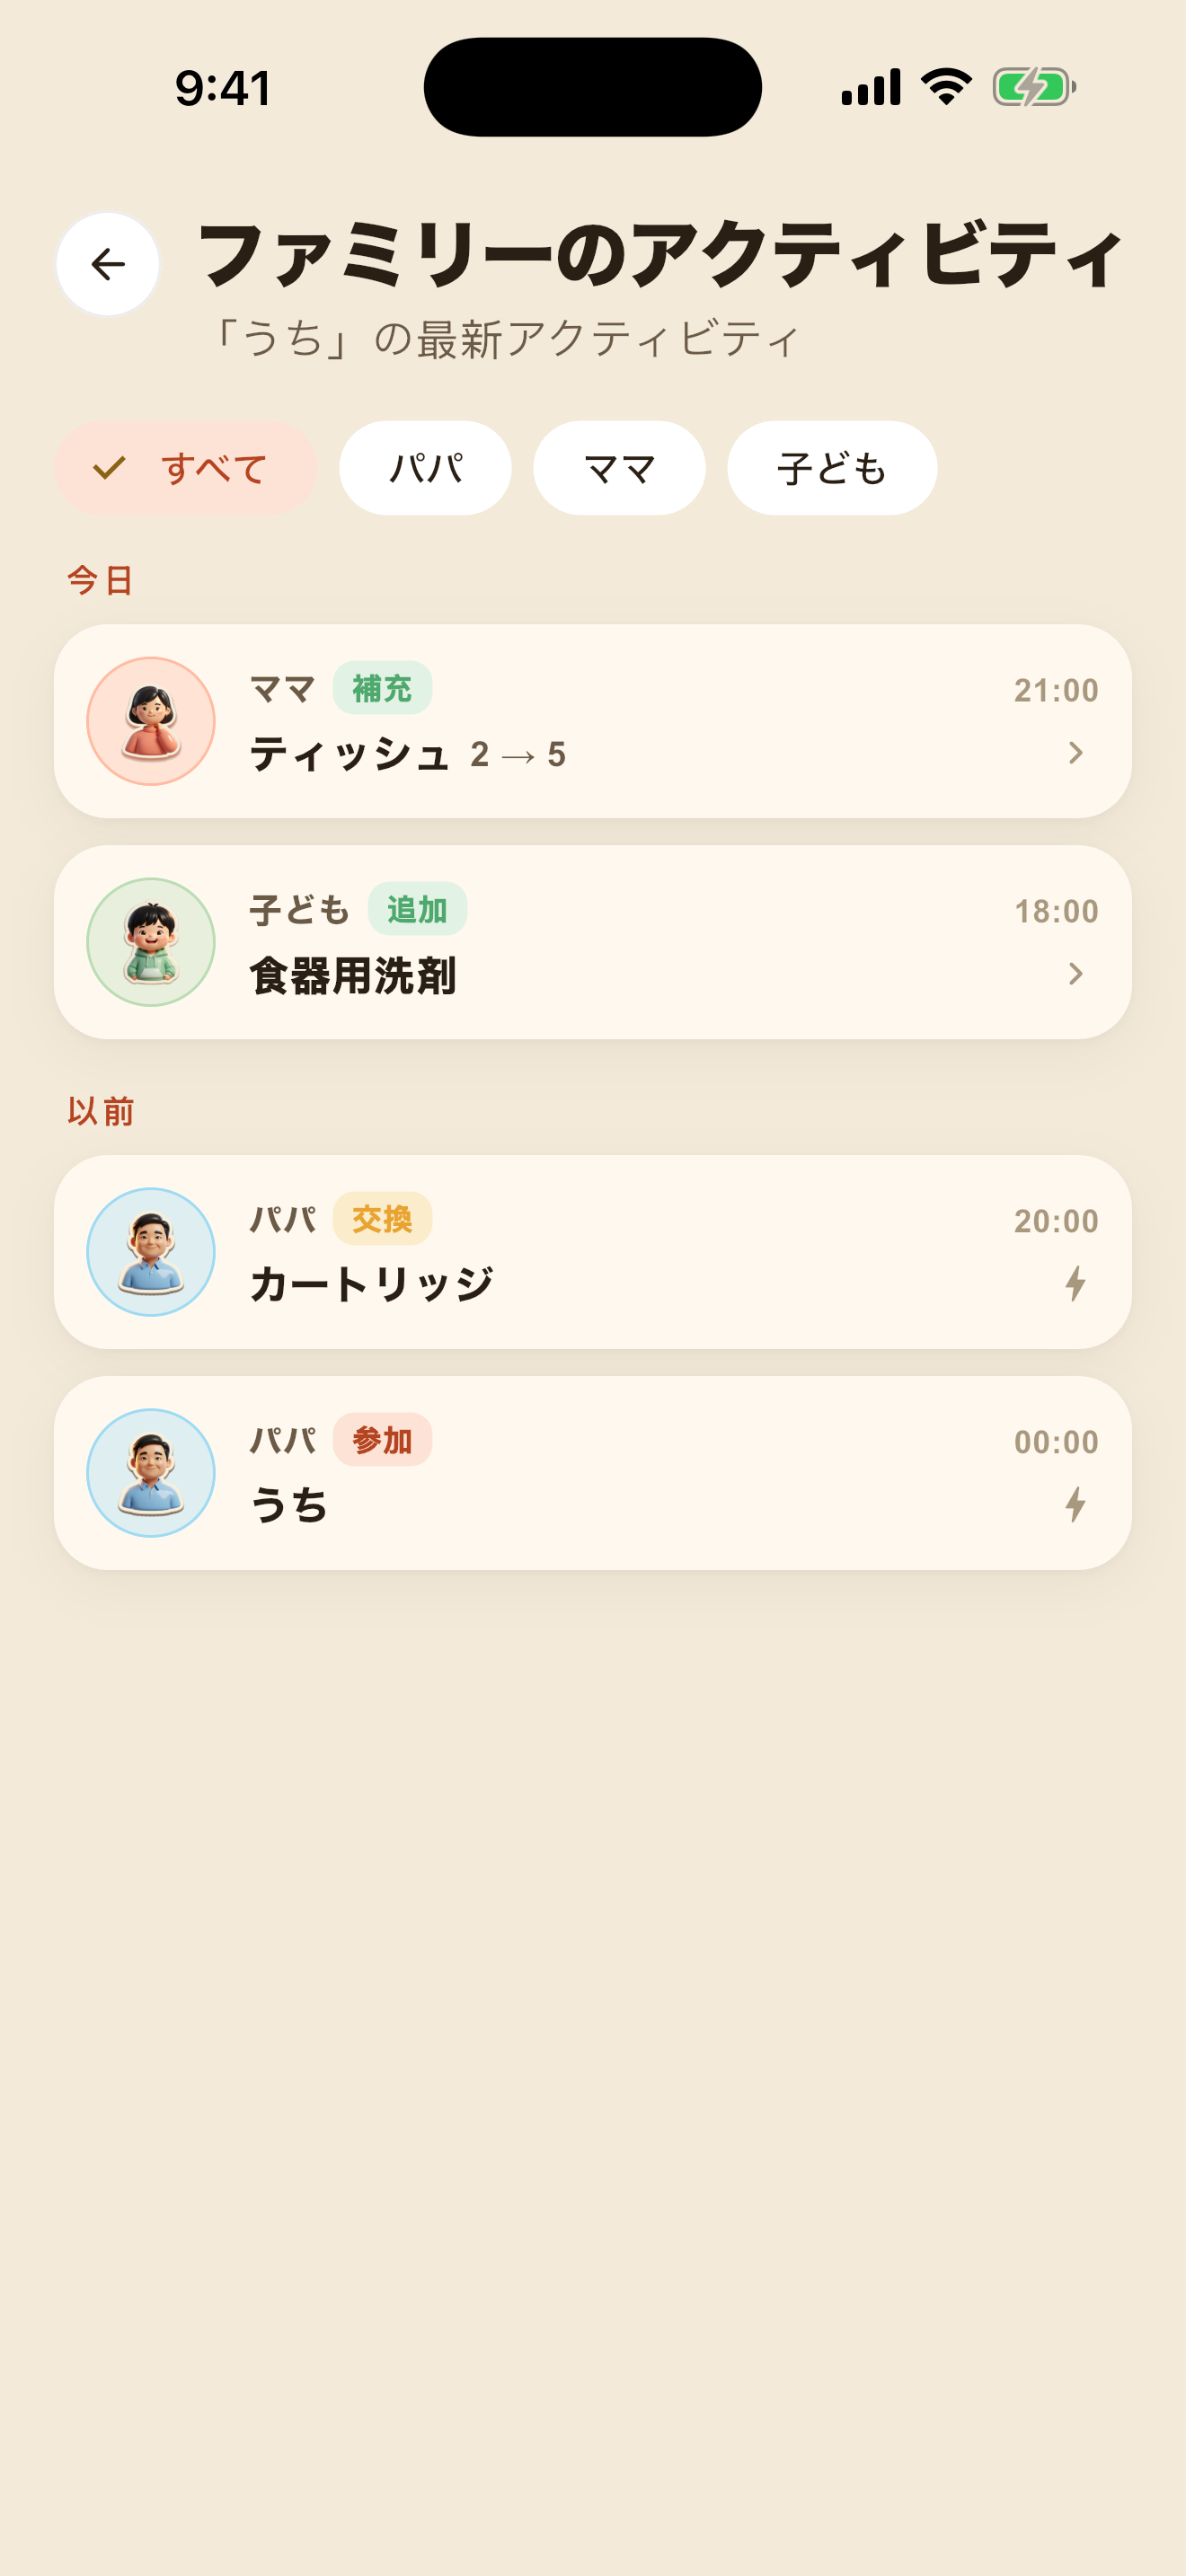 9:41
ファミリーのアクティビティ
「うち」の最新アクティビティ
すべて パパ ママ 子ども
今日
ママ 補充 21:00
ティッシュ 2 → 5
子ども 追加 18:00
食器用洗剤
以前
パパ 交換 20:00
カートリッジ
パパ 参加 00:00
うち